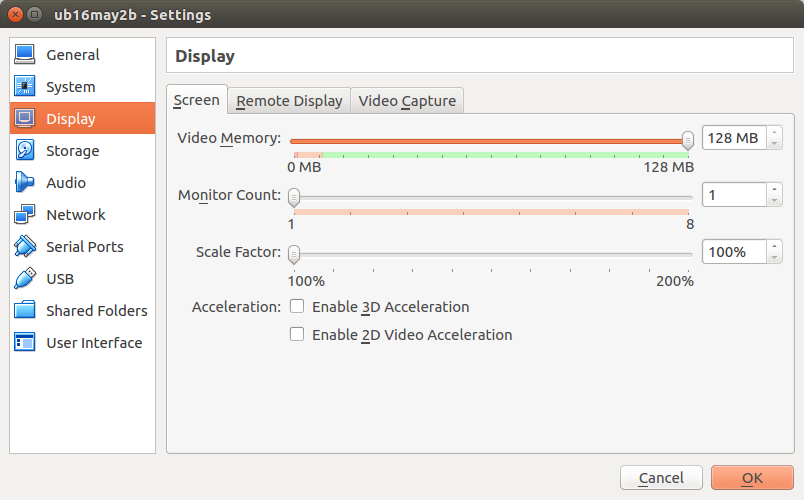 ub16may2b - Settings
General
System
Display
Storage
Audio
Network
Serial Ports
USB
Shared Folders
User Interface
Display
Screen
Remote Display
Video Capture
Video Memory:
128 MB
0 MB
128 MB
Monitor Count:
1
1
8
Scale Factor:
100%
100%
200%
Acceleration:
Enable 3D Acceleration
Enable 2D Video Acceleration
Cancel
OK